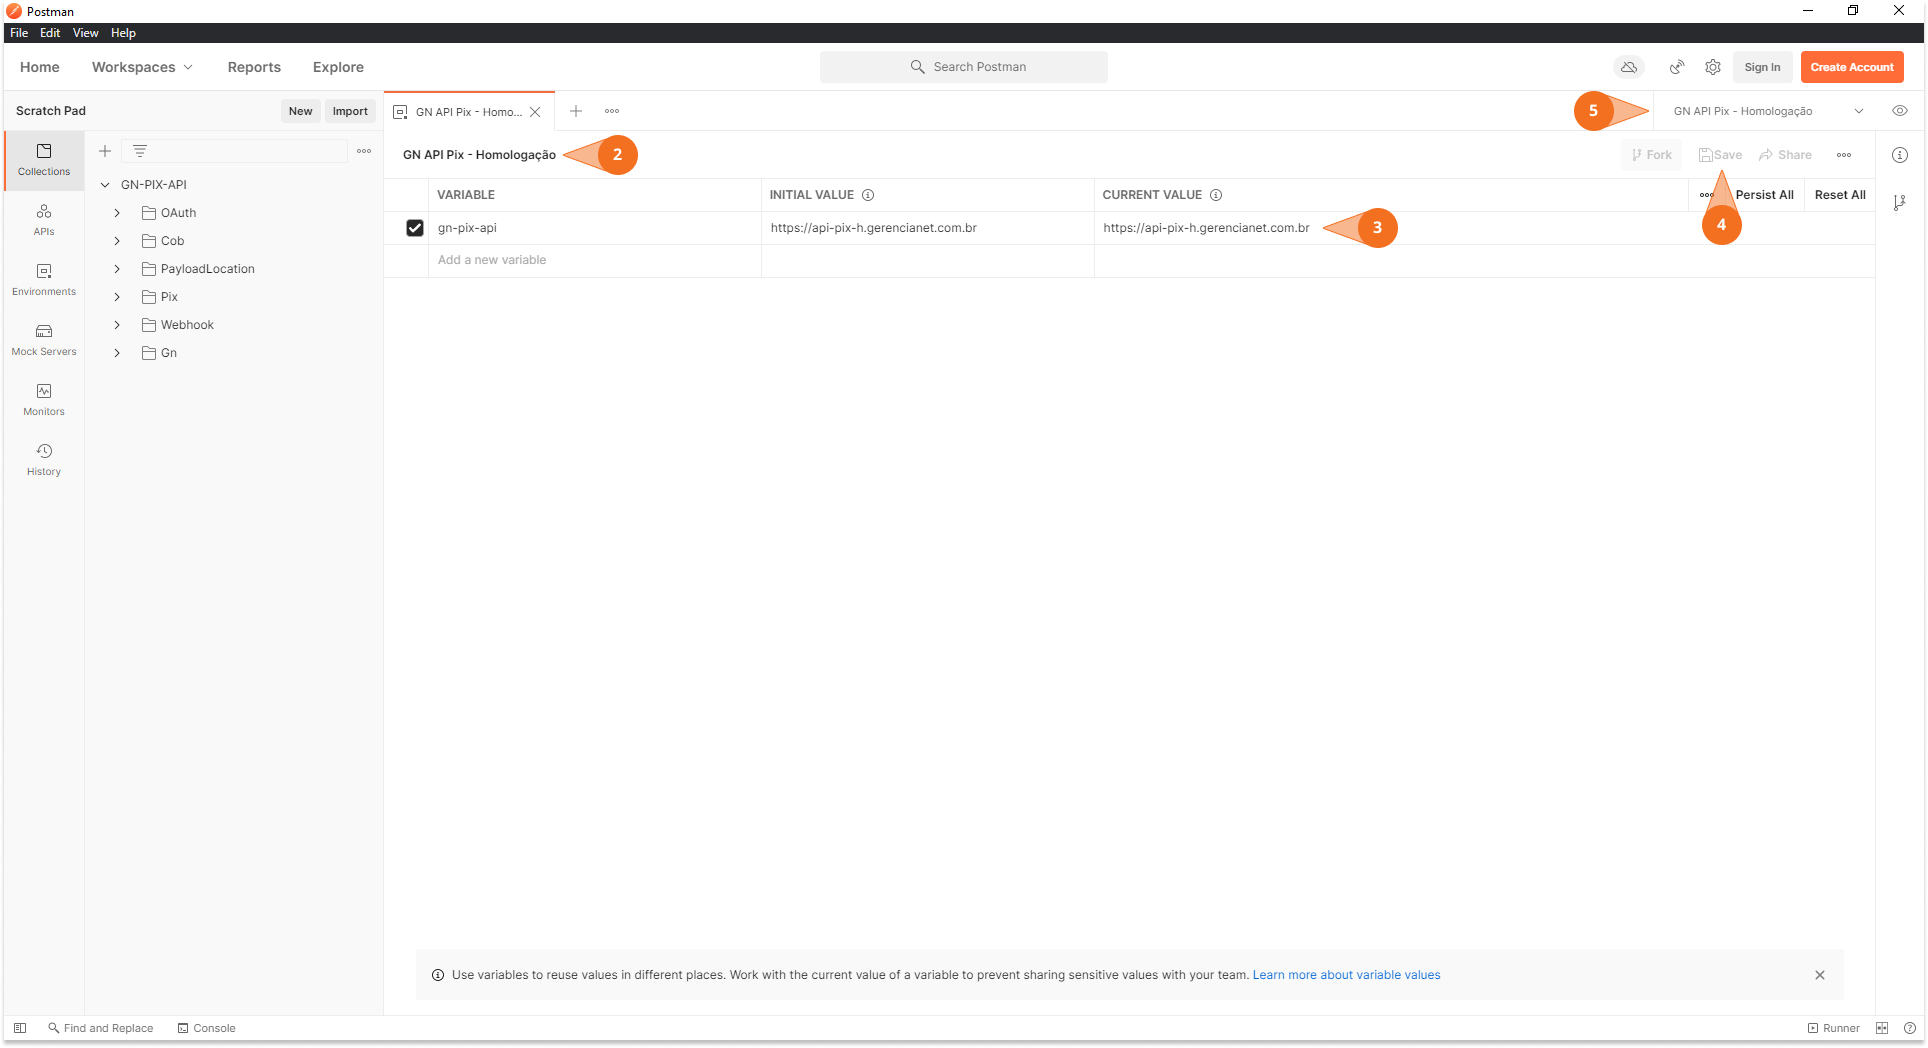 Postman
File Edit View Help
Home Workspaces Reports Explore Search Postman Sign In Create Account
Scratch Pad New Import GN API Pix - Homo... 5 GN API Pix - Homologação
GN API Pix - Homologação 2 Fork Save Share
Collections
APIs
Environments
Mock Servers
Monitors
History
GN-PIX-API
OAuth
Cob
PayloadLocation
Pix
Webhook
Gn
VARIABLE INITIAL VALUE CURRENT VALUE Persist All Reset All
gn-pix-api https://api-pix-h.gerencianet.com.br https://api-pix-h.gerencianet.com.br 3 4
Add a new variable
Use variables to reuse values in different places. Work with the current value of a variable to prevent sharing sensitive values with your team. Learn more about variable values
Find and Replace Console Runner